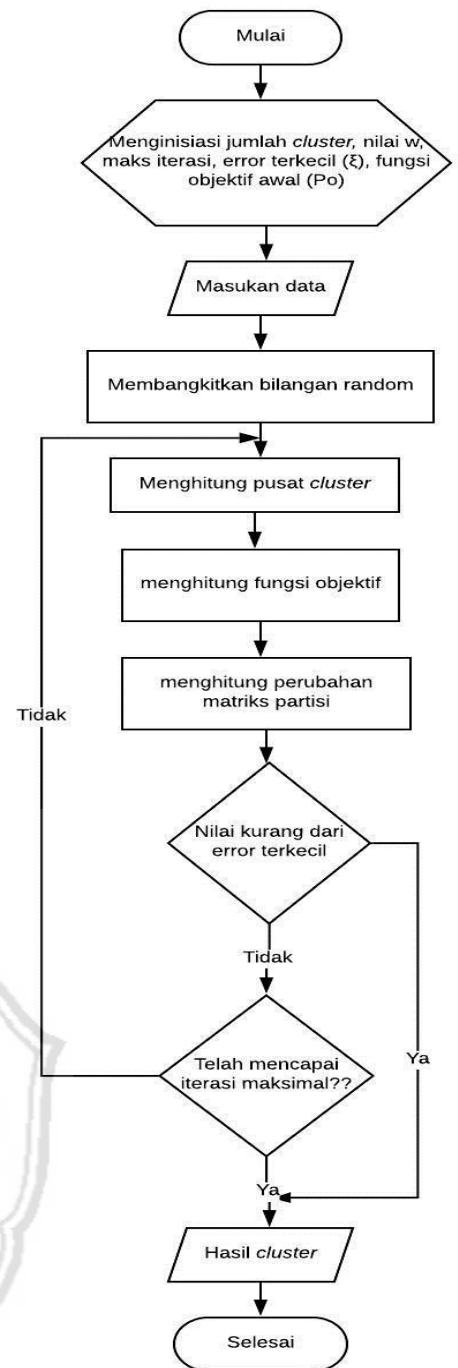 Mulai
Menginisiasi jumlah cluster, nilai w,
maks iterasi, error terkecil (ξ), fungsi
objektif awal (Po)
Masukan data
Membangkitkan bilangan random
Menghitung pusat cluster
menghitung fungsi objektif
menghitung perubahan
matriks partisi
Tidak
Nilai kurang dari
error terkecil
Tidak
Telah mencapai
iterasi maksimal??
Ya
Ya
Hasil cluster
Selesai